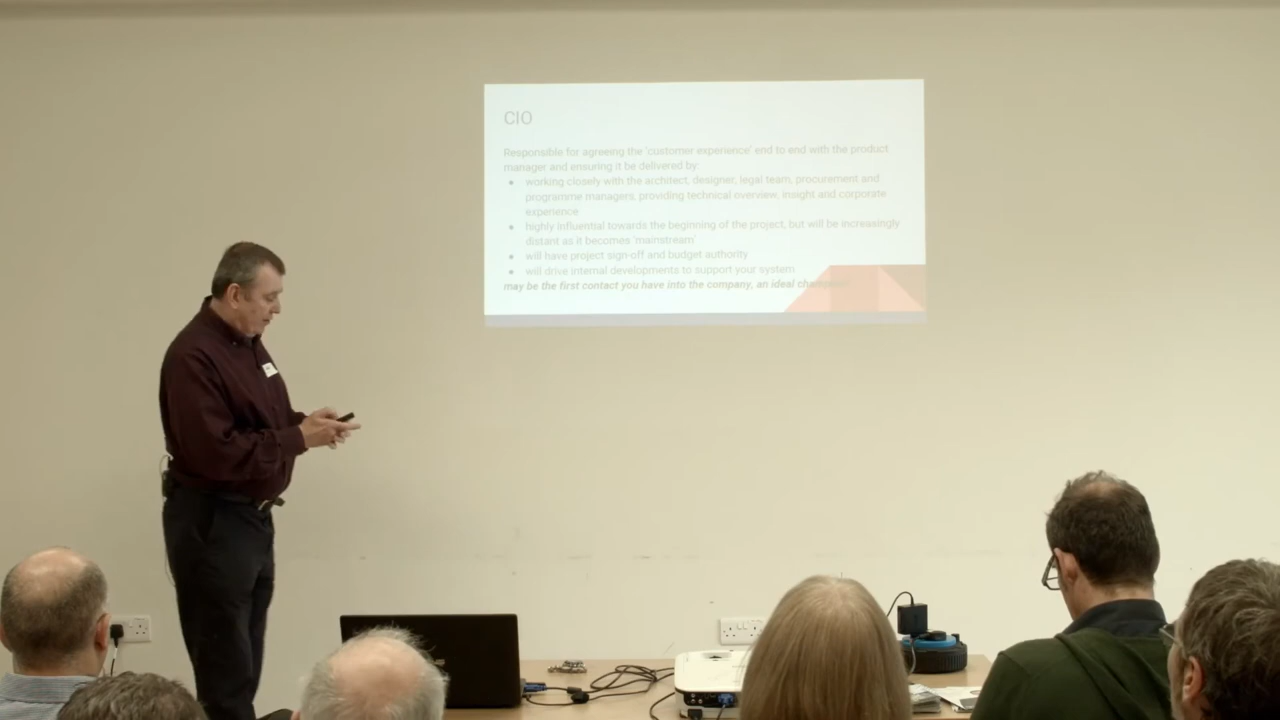 CIO
Responsible for agreeing the 'customer experience' end to end with the product
manager and ensuring it be delivered by:
working closely with the architect, designer, legal team, procurement and
programme managers, providing technical overview, insight and corporate
experience
highly influential towards the beginning of the project, but will be increasingly
distant as it becomes 'mainstream'
will have project sign-off and budget authority
will drive internal developments to support your system
may be the first contact you have into the company, an ideal